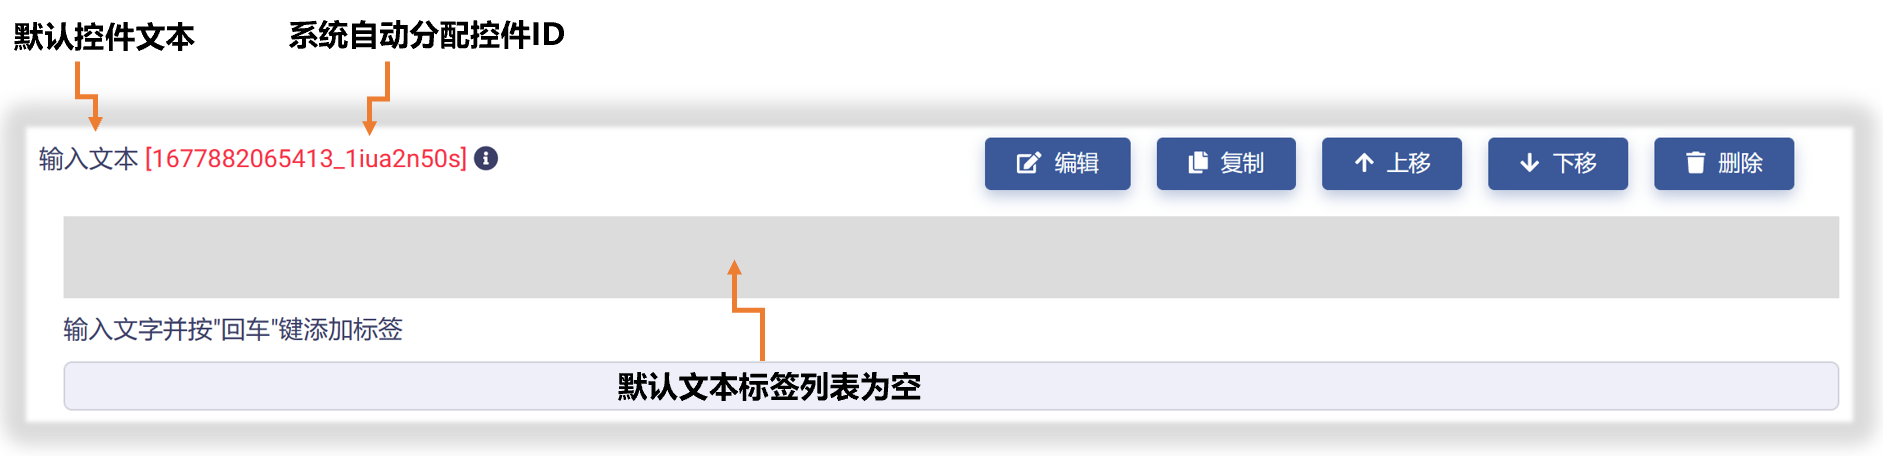 默认控件文本 系统自动分配控件ID
输入文本 [1677882065413_1iua2n50s] 编辑 复制 上移 下移 删除
输入文字并按"回车"键添加标签
默认文本标签列表为空